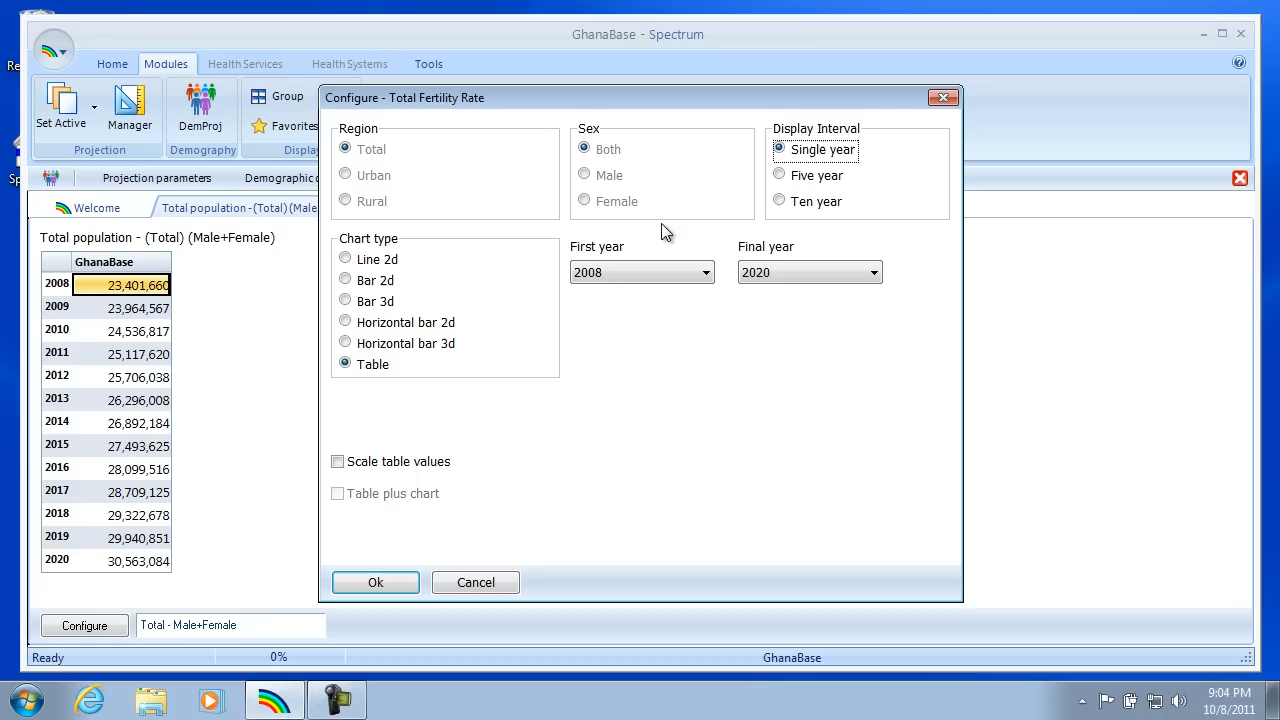 GhanaBase - Spectrum
Home
Modules
Health Services
Health Systems
Tools
Set Active
Manager
DemProj
Group
Favorites
Projection
Demography
Projection parameters
Welcome
Total population - (Total) (Male+Female)
GhanaBase
2008 23,401,660
2009 23,964,567
2010 24,536,817
2011 25,117,620
2012 25,706,038
2013 26,296,008
2014 26,892,184
2015 27,493,625
2016 28,099,516
2017 28,709,125
2018 29,322,678
2019 29,940,851
2020 30,563,084
Configure
Total - Male+Female
Ready
0%
GhanaBase
Configure - Total Fertility Rate
Region
Total
Urban
Rural
Sex
Both
Male
Female
Display Interval
Single year
Five year
Ten year
Chart type
Line 2d
Bar 2d
Bar 3d
Horizontal bar 2d
Horizontal bar 3d
Table
First year
2008
Final year
2020
Scale table values
Table plus chart
Ok
Cancel
9:04 PM
10/8/2011